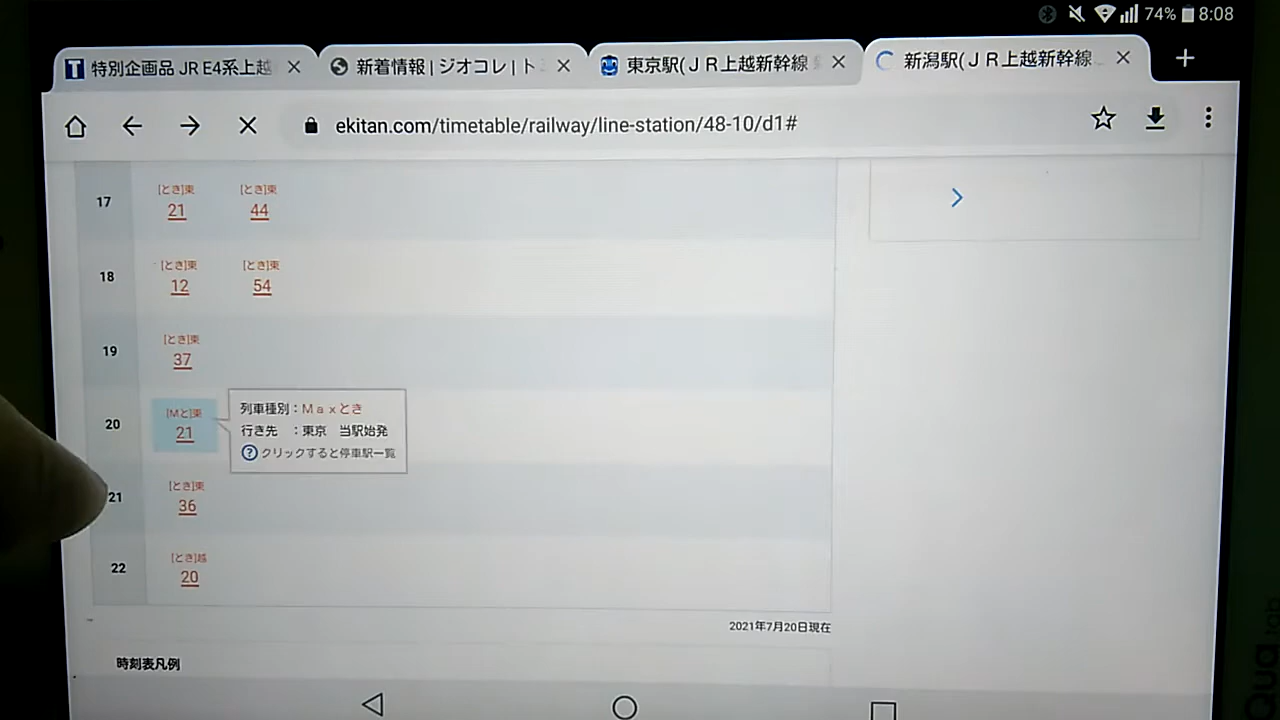 74% 8:08
特別企画品 JR E4系上越
新着情報 | ジオコレ | ト
東京駅(JR上越新幹線
新潟駅(JR上越新幹線
ekitan.com/timetable/railway/line-station/48-10/d1#
17 [とき]東 21 [とき]東 44
18 [とき]東 12 [とき]東 54
19 [とき]東 37
20 [Mと]東 21
列車種別:Maxとき
行き先 :東京 当駅始発
? クリックすると停車駅一覧
21 [とき]東 36
22 [とき]越 20
2021年7月20日現在
時刻表凡例
Qua